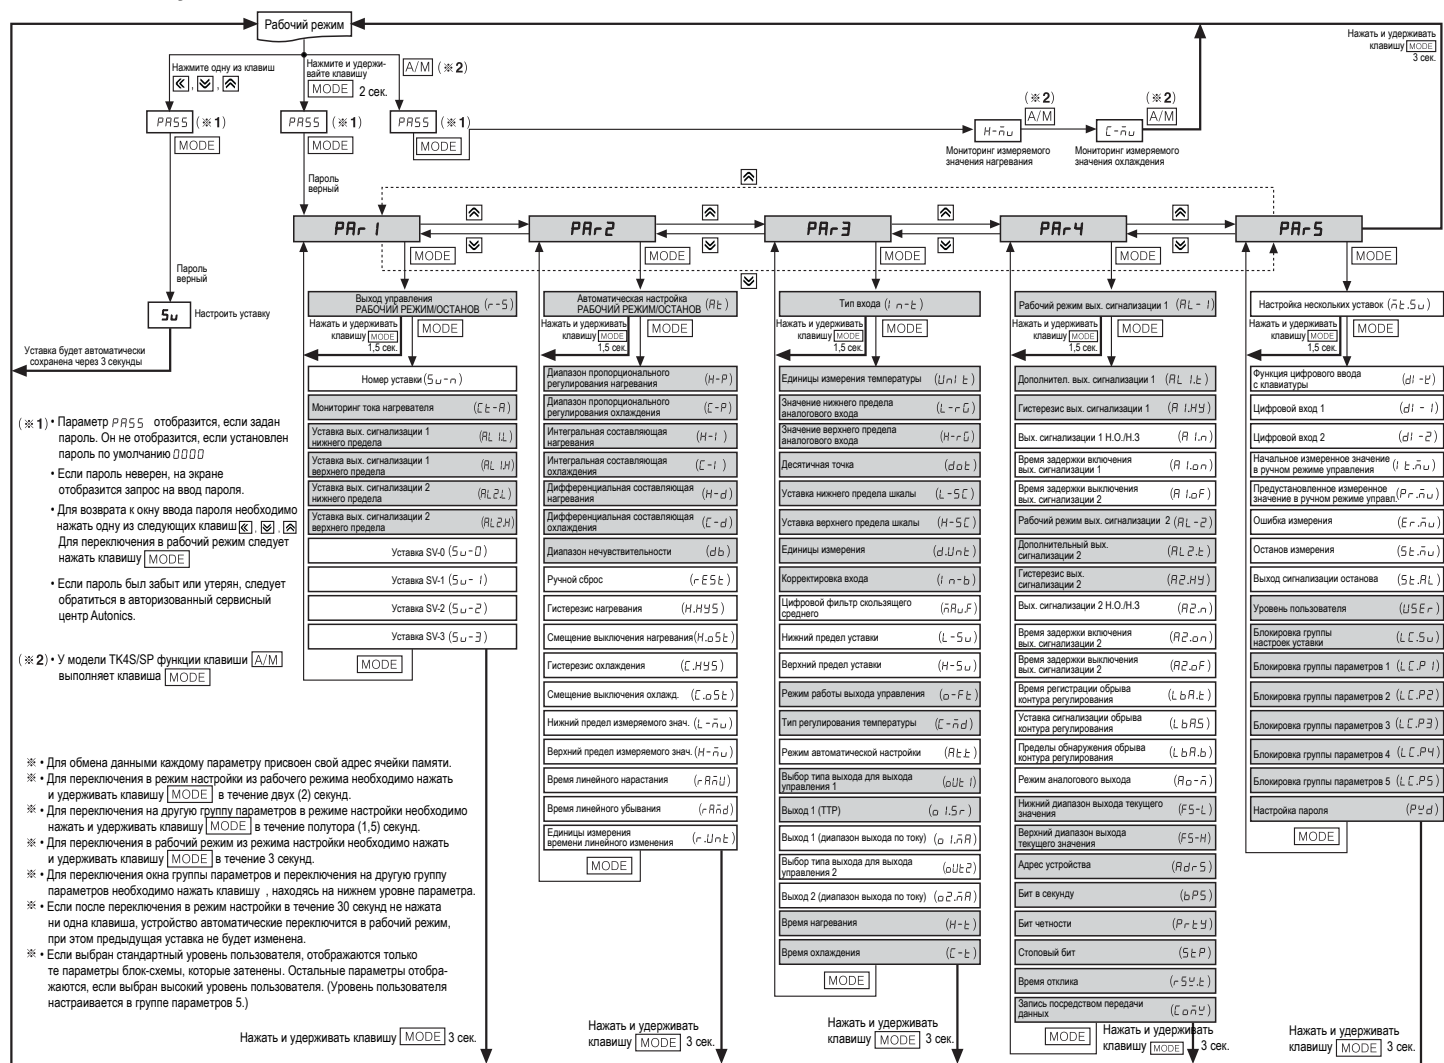 Рабочий режим
Нажать и удерживать
клавишу MODE
3 сек.
Нажмите одну из клавиш
Нажмите и удержи-
вайте клавишу
MODE 2 сек.
A/M (※2)
PASS (※1)
MODE
PASS (※1)
MODE
PASS (※1)
MODE
(※2)
A/M
(※2)
A/M
H-ñu
C-ñu
Мониторинг измеряемого
значения нагревания
Мониторинг измеряемого
значения охлаждения
Пароль
верный
PAr 1
PAr2
PAr3
PAr4
PAr5
MODE
MODE
MODE
MODE
MODE
Пароль
верный
Su
Настроить уставку
Уставка будет автоматически
сохранена через 3 секунды
Выход управления
РАБОЧИЙ РЕЖИМ/ОСТАНОВ (r-S)
Нажать и удерживать
клавишу MODE
1,5 сек.
MODE
Номер уставки (Su-n)
Мониторинг тока нагревателя (Ct-A)
Уставка вых. сигнализации 1
нижнего предела (AL1.L)
Уставка вых. сигнализации 1
верхнего предела (AL1.H)
Уставка вых. сигнализации 2
нижнего предела (AL2.L)
Уставка вых. сигнализации 2
верхнего предела (AL2.H)
Уставка SV-0 (Su-0)
Уставка SV-1 (Su-1)
Уставка SV-2 (Su-2)
Уставка SV-3 (Su-3)
MODE
Автоматическая настройка
РАБОЧИЙ РЕЖИМ/ОСТАНОВ (At)
Нажать и удерживать
клавишу MODE
1,5 сек.
MODE
Диапазон пропорционального
регулирования нагревания (H-P)
Диапазон пропорционального
регулирования охлаждения (C-P)
Интегральная составляющая
нагревания (H-I)
Интегральная составляющая
охлаждения (C-I)
Дифференциальная составляющая
нагревания (H-d)
Дифференциальная составляющая
охлаждения (C-d)
Диапазон нечувствительности (db)
Ручной сброс (rESt)
Гистерезис нагревания (H.HYS)
Смещение выключения нагревания (H.oSt)
Гистерезис охлаждения (C.HYS)
Смещение выключения охлажд. (C.oSt)
Нижний предел измеряемого знач. (L-ñu)
Верхний предел измеряемого знач. (H-ñu)
Время линейного нарастания (rAñU)
Время линейного убывания (rAñd)
Единицы измерения
времени линейного изменения (r.Unt)
MODE
Тип входа (In-t)
Нажать и удерживать
клавишу MODE
1,5 сек.
MODE
Единицы измерения температуры (UnIt)
Значение нижнего предела
аналогового входа (L-rG)
Значение верхнего предела
аналогового входа (H-rG)
Десятичная точка (dot)
Уставка нижнего предела шкалы (L-SC)
Уставка верхнего предела шкалы (H-SC)
Единицы измерения (d.Unt)
Корректировка входа (In-b)
Цифровой фильтр скользящего
среднего (ñAu.F)
Нижний предел уставки (L-Su)
Верхний предел уставки (H-Su)
Режим работы выхода управления (o-Ft)
Тип регулирования температуры (C-ñd)
Режим автоматической настройки (Att)
Выбор типа выхода для выхода
управления 1 (oUt1)
Выход 1 (ТТР) (o1.Sr)
Выход 1 (диапазон выхода по току) (o1.ñA)
Выбор типа выхода для выхода
управления 2 (oUt2)
Выход 2 (диапазон выхода по току) (o2.ñA)
Время нагревания (H-t)
Время охлаждения (C-t)
MODE
Рабочий режим вых. сигнализации 1 (AL-1)
Нажать и удерживать
клавишу MODE
1,5 сек.
MODE
Дополнител. вых. сигнализации 1 (AL1.t)
Гистерезис вых. сигнализации 1 (A1.HY)
Вых. сигнализации 1 Н.О./Н.З (A1.n)
Время задержки включения
вых. сигнализации 1 (A1.on)
Время задержки выключения
вых. сигнализации 2 (A1.oF)
Рабочий режим вых. сигнализации 2 (AL-2)
Дополнительный вых.
сигнализации 2 (AL2.t)
Гистерезис вых.
сигнализации 2 (A2.HY)
Вых. сигнализации 2 Н.О./Н.З (A2.n)
Время задержки включения
вых. сигнализации 2 (A2.on)
Время задержки выключения
вых. сигнализации 2 (A2.oF)
Время регистрации обрыва
контура регулирования (LbA.t)
Уставка сигнализации обрыва
контура регулирования (LbA.S)
Пределы обнаружения обрыва
контура регулирования (LbA.b)
Режим аналогового выхода (Ao-ñ)
Нижний диапазон выхода текущего
значения (FS-L)
Верхний диапазон выхода
текущего значения (FS-H)
Адрес устройства (AdrS)
Бит в секунду (bPS)
Бит четности (PrtY)
Стоповый бит (StP)
Время отклика (rSY.t)
Запись посредством передачи
данных (CoñY)
MODE
Настройка нескольких уставок (ñt.Su)
Нажать и удерживать
клавишу MODE
1,5 сек.
MODE
Функция цифрового ввода
с клавиатуры (dI-Y)
Цифровой вход 1 (dI-1)
Цифровой вход 2 (dI-2)
Начальное измеренное значение
в ручном режиме управления (It.ñu)
Предустановленное измеренное
значение в ручном режиме управл. (Pr.ñu)
Ошибка измерения (Er.ñu)
Останов измерения (St.ñu)
Выход сигнализации останова (St.AL)
Уровень пользователя (USEr)
Блокировка группы
настроек уставки (LC.Su)
Блокировка группы параметров 1 (LC.P1)
Блокировка группы параметров 2 (LC.P2)
Блокировка группы параметров 3 (LC.P3)
Блокировка группы параметров 4 (LC.P4)
Блокировка группы параметров 5 (LC.P5)
Настройка пароля (PYd)
MODE
(※1) • Параметр PASS отобразится, если задан
пароль. Он не отобразится, если установлен
пароль по умолчанию 0000
• Если пароль неверен, на экране
отобразится запрос на ввод пароля.
• Для возврата к окну ввода пароля необходимо
нажать одну из следующих клавиш
Для переключения в рабочий режим следует
нажать клавишу MODE
• Если пароль был забыт или утерян, следует
обратиться в авторизованный сервисный
центр Autonics.
(※2) • У модели TK4S/SP функции клавиши A/M
выполняет клавиша MODE
※ • Для обмена данными каждому параметру присвоен свой адрес ячейки памяти.
※ • Для переключения в режим настройки из рабочего режима необходимо нажать
и удерживать клавишу MODE в течение двух (2) секунд.
※ • Для переключения на другую группу параметров в режиме настройки необходимо
нажать и удерживать клавишу MODE в течение полутора (1,5) секунд.
※ • Для переключения в рабочий режим из режима настройки необходимо нажать
и удерживать клавишу MODE в течение 3 секунд.
※ • Для переключения окна группы параметров и переключения на другую группу
параметров необходимо нажать клавишу , находясь на нижнем уровне параметра.
※ • Если после переключения в режим настройки в течение 30 секунд не нажата
ни одна клавиша, устройство автоматические переключится в рабочий режим,
при этом предыдущая уставка не будет изменена.
※ • Если выбран стандартный уровень пользователя, отображаются только
те параметры блок-схемы, которые затенены. Остальные параметры отобра-
жаются, если выбран высокий уровень пользователя. (Уровень пользователя
настраивается в группе параметров 5.)
Нажать и удерживать клавишу MODE 3 сек.
Нажать и удерживать
клавишу MODE 3 сек.
Нажать и удерживать
клавишу MODE 3 сек.
Нажать и удерживать
клавишу MODE 3 сек.
Нажать и удерживать
клавишу MODE 3 сек.